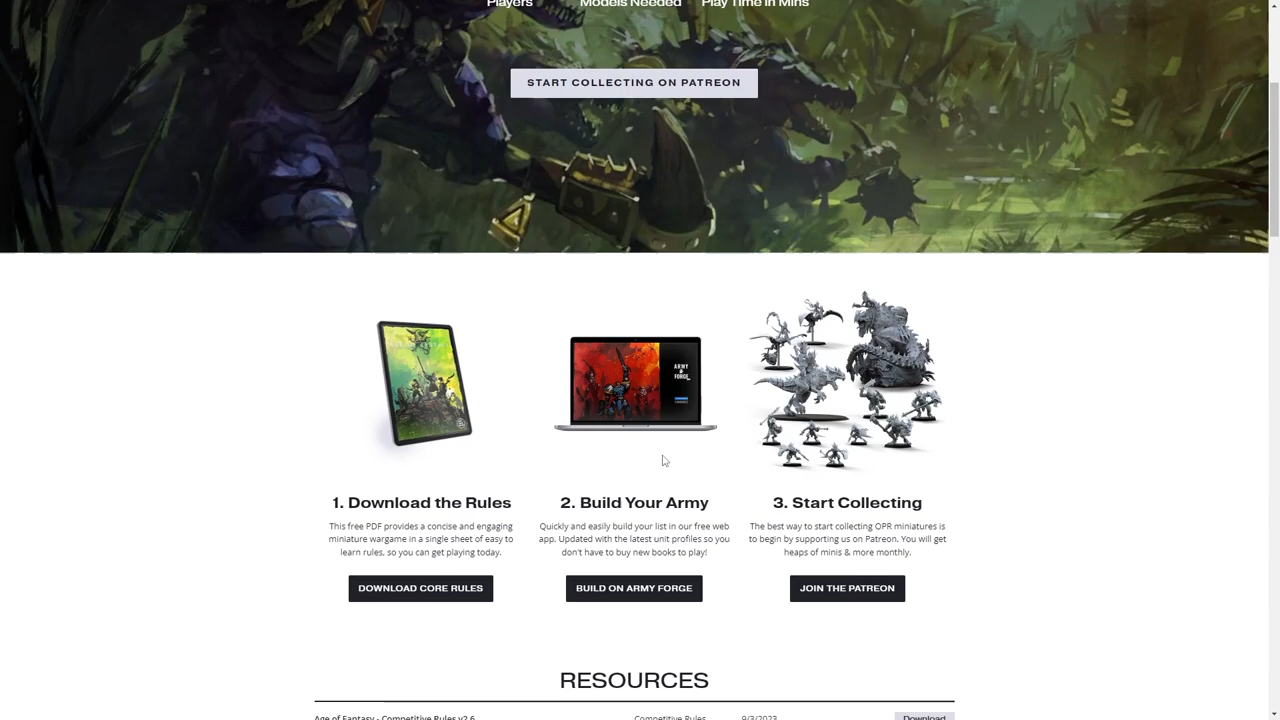 Players Models Needed Play Time in Mins
START COLLECTING ON PATREON
ARMY
FORGE
1. Download the Rules
This free PDF provides a concise and engaging
miniature wargame in a single sheet of easy to
learn rules, so you can get playing today.
DOWNLOAD CORE RULES
2. Build Your Army
Quickly and easily build your list in our free web
app. Updated with the latest unit profiles so you
don't have to buy new books to play!
BUILD ON ARMY FORGE
3. Start Collecting
The best way to start collecting OPR miniatures is
to begin by supporting us on Patreon. You will get
heaps of minis & more monthly.
JOIN THE PATREON
RESOURCES
Age of Fantasy - Competitive Rules v2.6 Competitive Rules 9/3/2023 Download